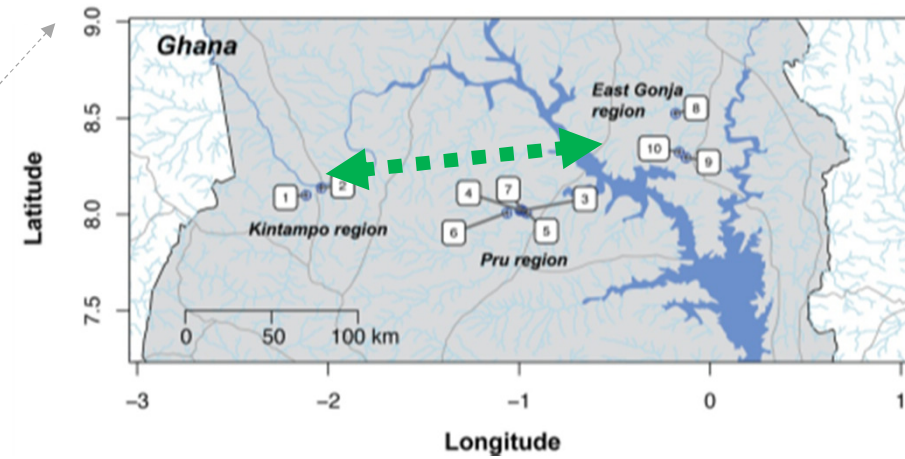 9.0
Ghana
East Gonja
region
8
8.5
10
9
Latitude
1
2
4
7
3
8.0
Kintampo region
6
5
Pru region
7.5
0 50 100 km
−3 −2 −1 0 1
Longitude